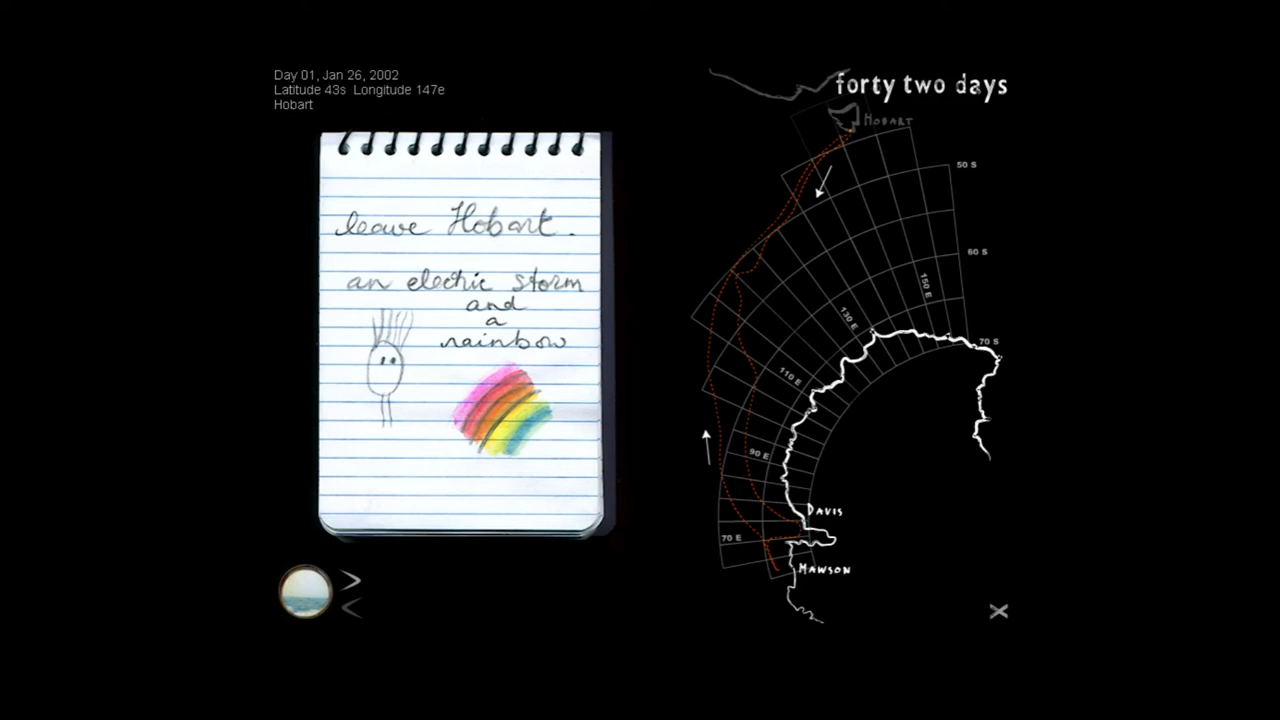 Day 01, Jan 26, 2002
Latitude 43s Longitude 147e
Hobart
leave Hobart.
an electric storm
and
a
rainbow
forty two days
HOBART
50 S
60 S
150 E
130 E
70 S
110 E
90 E
DAVIS
70 E
MAWSON